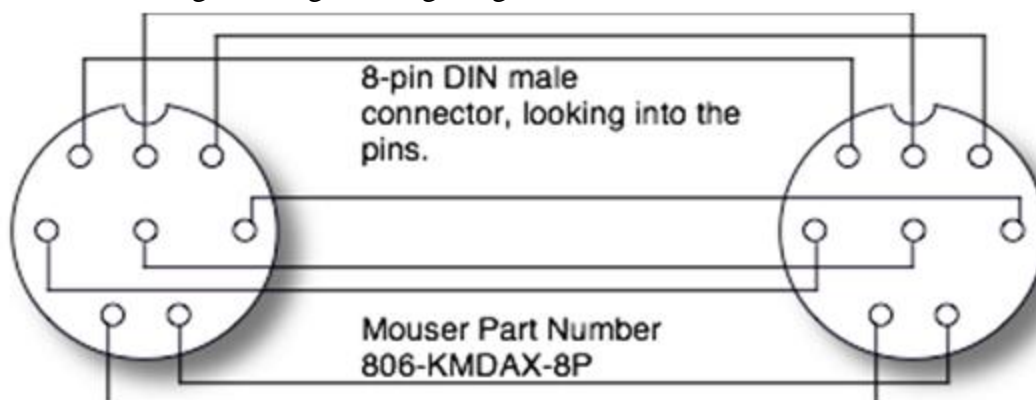 8-pin DIN male
connector, looking into the
pins.
Mouser Part Number
806-KMDAX-8P